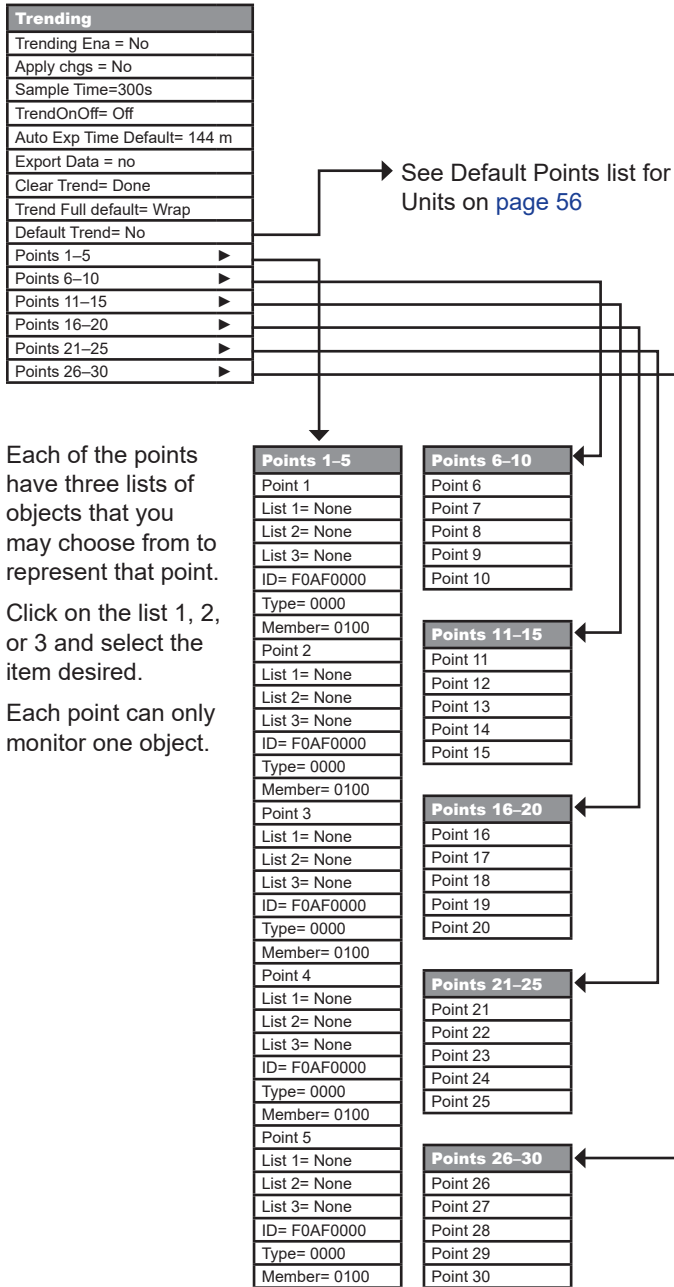 Trending
Trending Ena = No
Apply chgs = No
Sample Time=300s
TrendOnOff= Off
Auto Exp Time Default= 144 m
Export Data = no
Clear Trend= Done
Trend Full default= Wrap
Default Trend= No
Points 1–5 ►
Points 6–10 ►
Points 11–15 ►
Points 16–20 ►
Points 21–25 ►
Points 26–30 ►
See Default Points list for
Units on page 56
Each of the points
have three lists of
objects that you
may choose from to
represent that point.
Click on the list 1, 2,
or 3 and select the
item desired.
Each point can only
monitor one object.
Points 1–5
Point 1
List 1= None
List 2= None
List 3= None
ID= F0AF0000
Type= 0000
Member= 0100
Point 2
List 1= None
List 2= None
List 3= None
ID= F0AF0000
Type= 0000
Member= 0100
Point 3
List 1= None
List 2= None
List 3= None
ID= F0AF0000
Type= 0000
Member= 0100
Point 4
List 1= None
List 2= None
List 3= None
ID= F0AF0000
Type= 0000
Member= 0100
Point 5
List 1= None
List 2= None
List 3= None
ID= F0AF0000
Type= 0000
Member= 0100
Points 6–10
Point 6
Point 7
Point 8
Point 9
Point 10
Points 11–15
Point 11
Point 12
Point 13
Point 14
Point 15
Points 16–20
Point 16
Point 17
Point 18
Point 19
Point 20
Points 21–25
Point 21
Point 22
Point 23
Point 24
Point 25
Points 26–30
Point 26
Point 27
Point 28
Point 29
Point 30